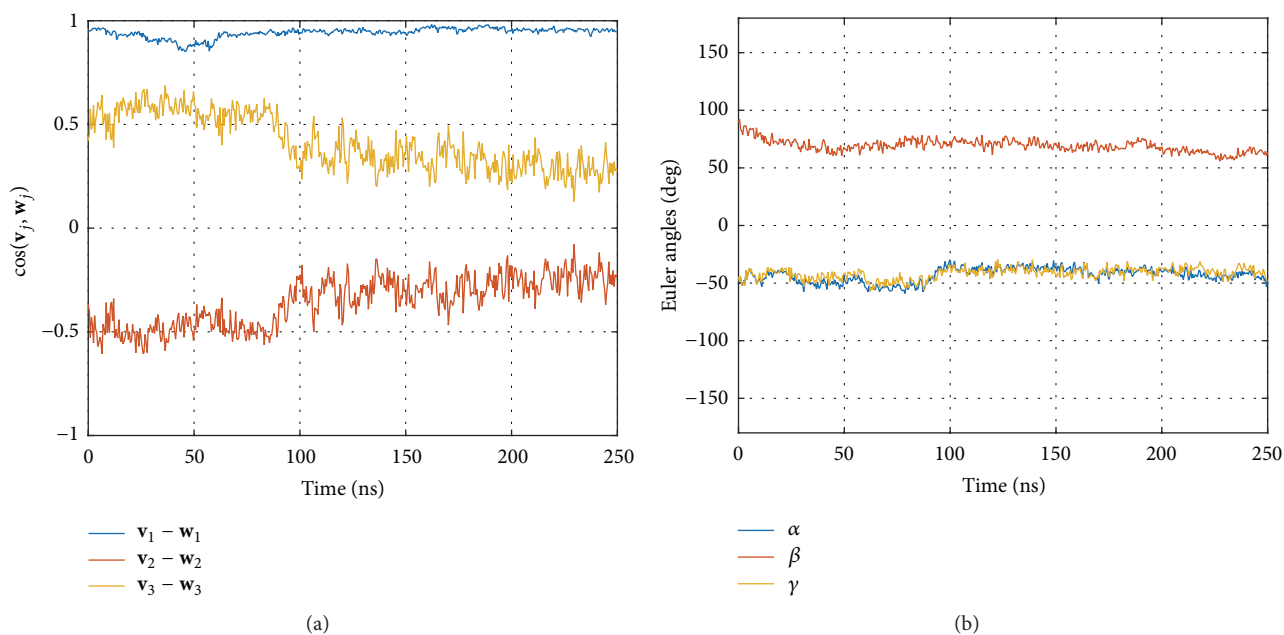 1
0.5
0
−0.5
−1
cos(v_j, w_j)
0 50 100 150 200 250
Time (ns)
v_1 − w_1
v_2 − w_2
v_3 − w_3
(a)
150
100
50
0
−50
−100
−150
Euler angles (deg)
0 50 100 150 200 250
Time (ns)
α
β
γ
(b)